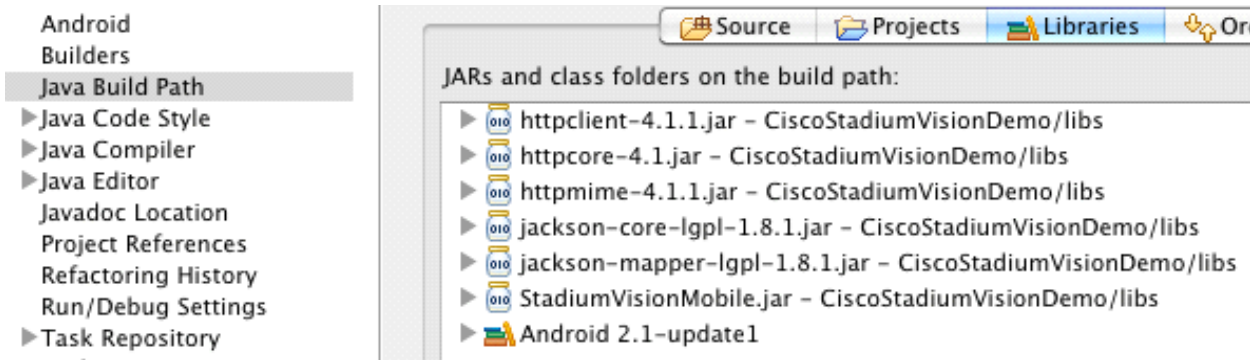 Android
Builders
Java Build Path
Java Code Style
Java Compiler
Java Editor
Javadoc Location
Project References
Refactoring History
Run/Debug Settings
Task Repository
Source Projects Libraries
JARs and class folders on the build path:
httpclient-4.1.1.jar – CiscoStadiumVisionDemo/libs
httpcore-4.1.jar – CiscoStadiumVisionDemo/libs
httpmime-4.1.1.jar – CiscoStadiumVisionDemo/libs
jackson-core-lgpl-1.8.1.jar – CiscoStadiumVisionDemo/libs
jackson-mapper-lgpl-1.8.1.jar – CiscoStadiumVisionDemo/libs
StadiumVisionMobile.jar – CiscoStadiumVisionDemo/libs
Android 2.1-update1